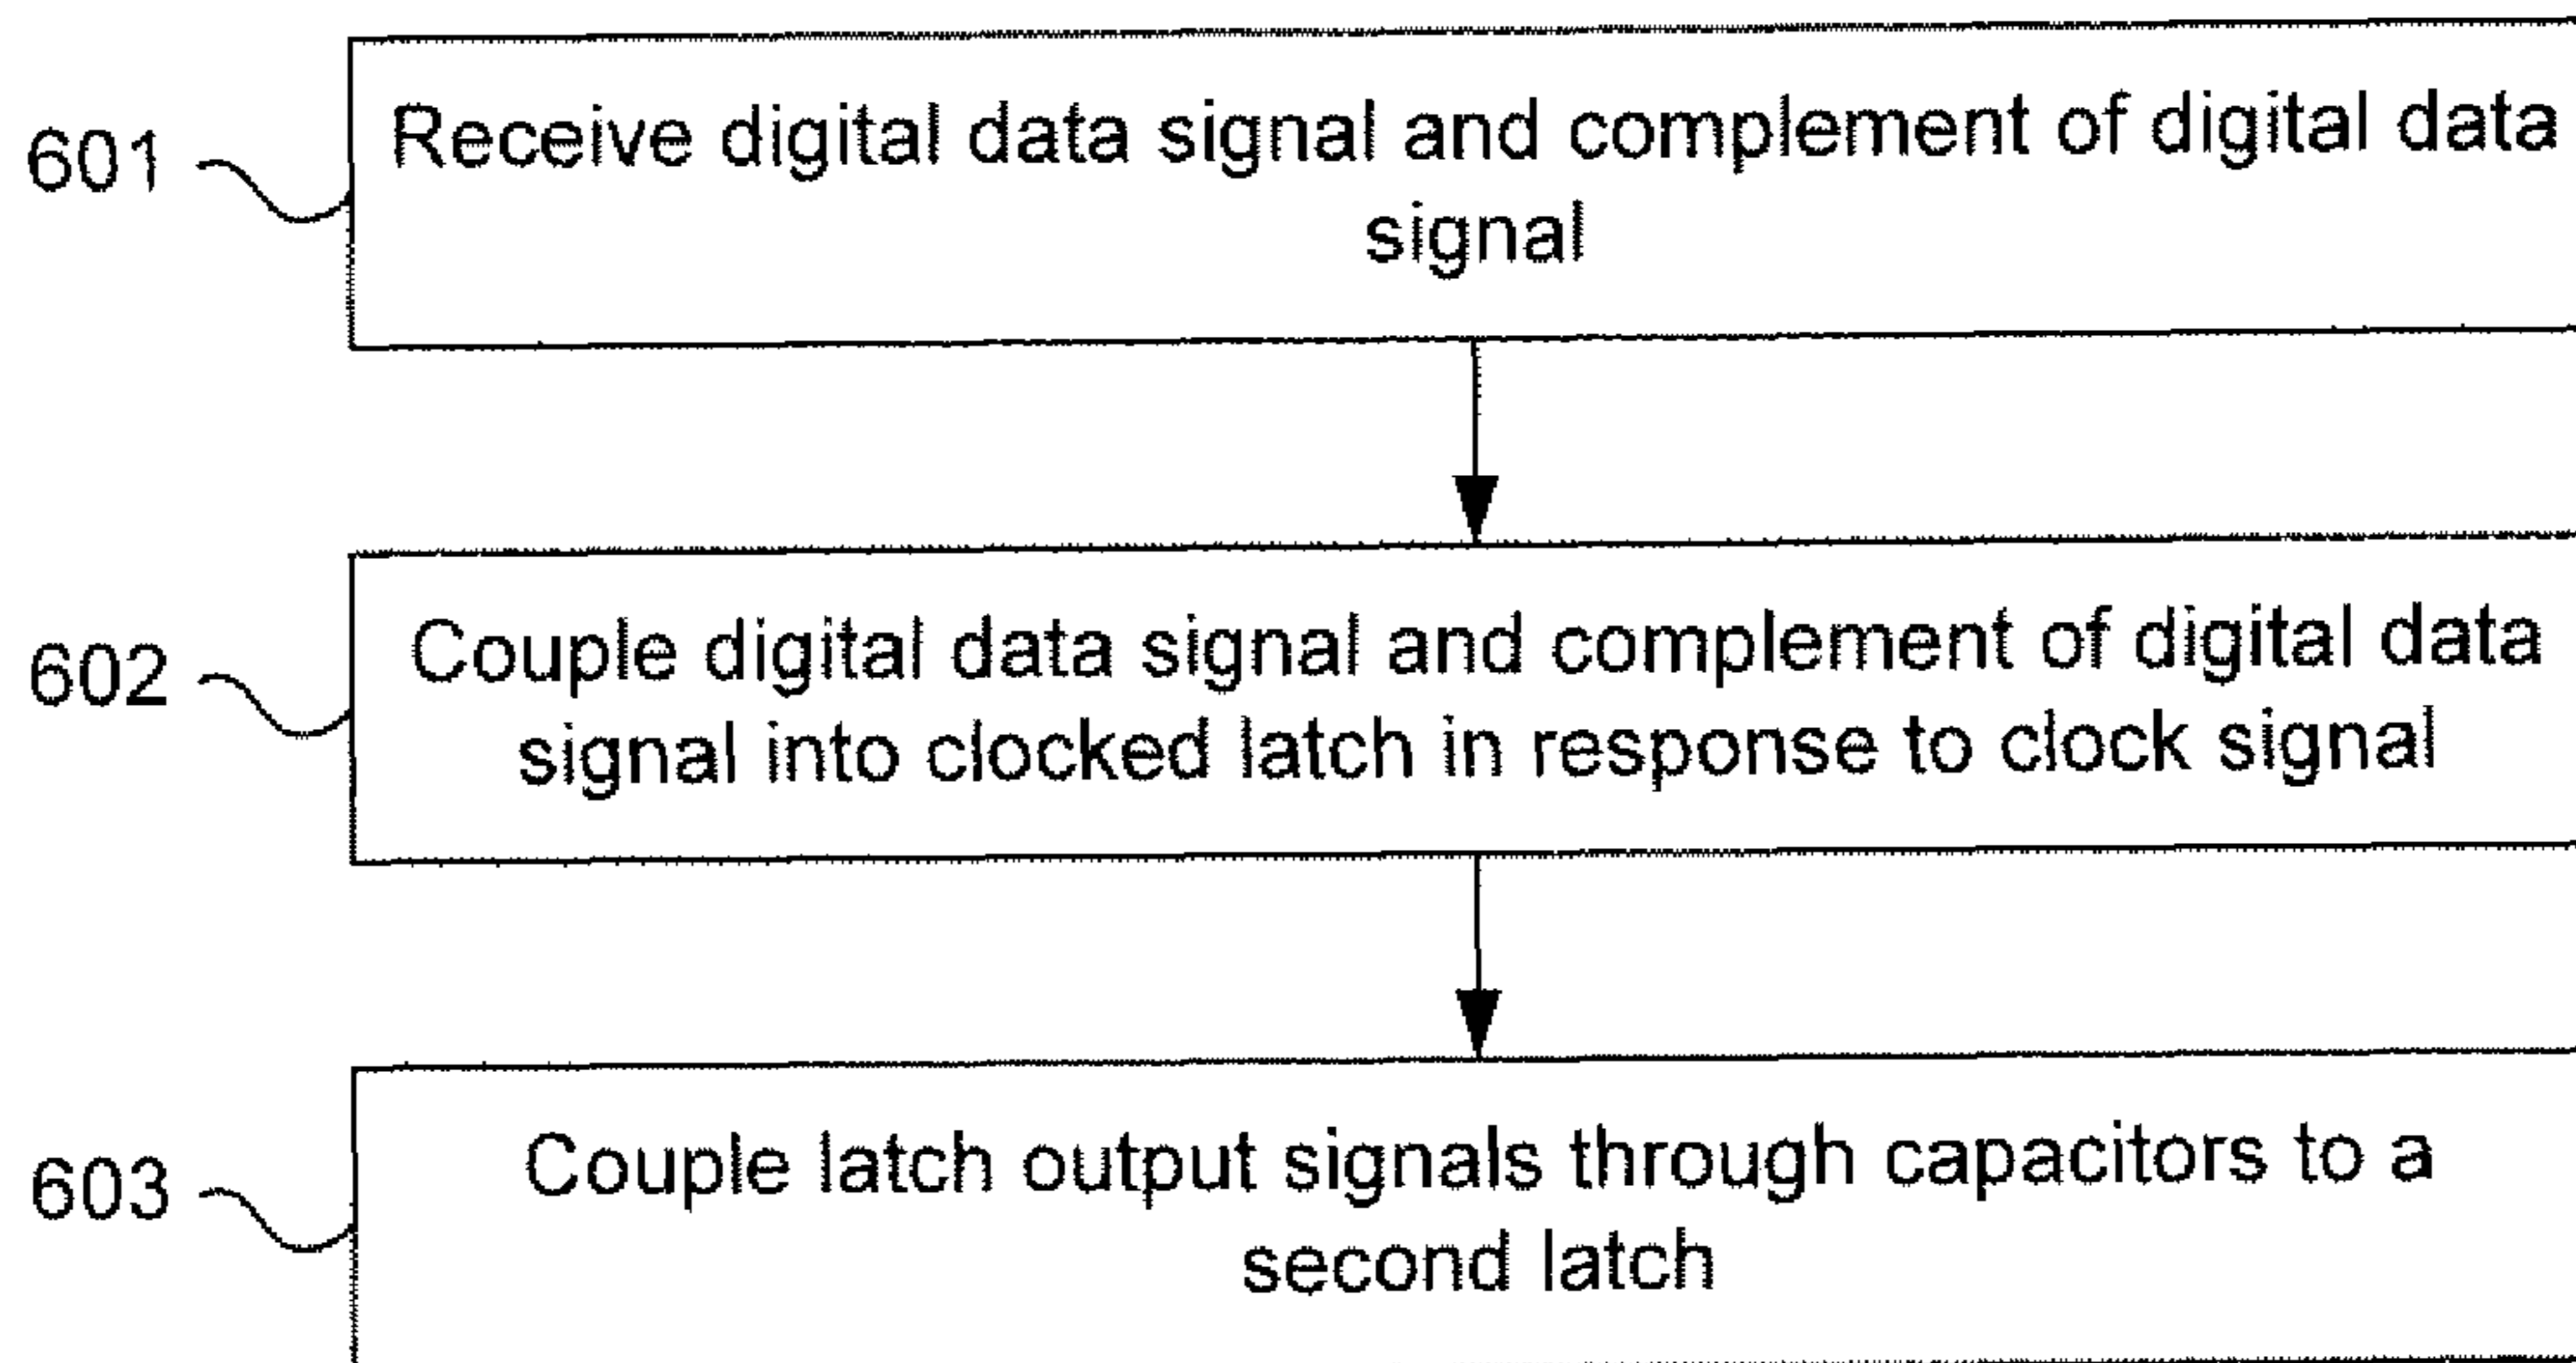 601
Receive digital data signal and complement of digital data
signal
602
Couple digital data signal and complement of digital data
signal into clocked latch in response to clock signal
603
Couple latch output signals through capacitors to a
second latch